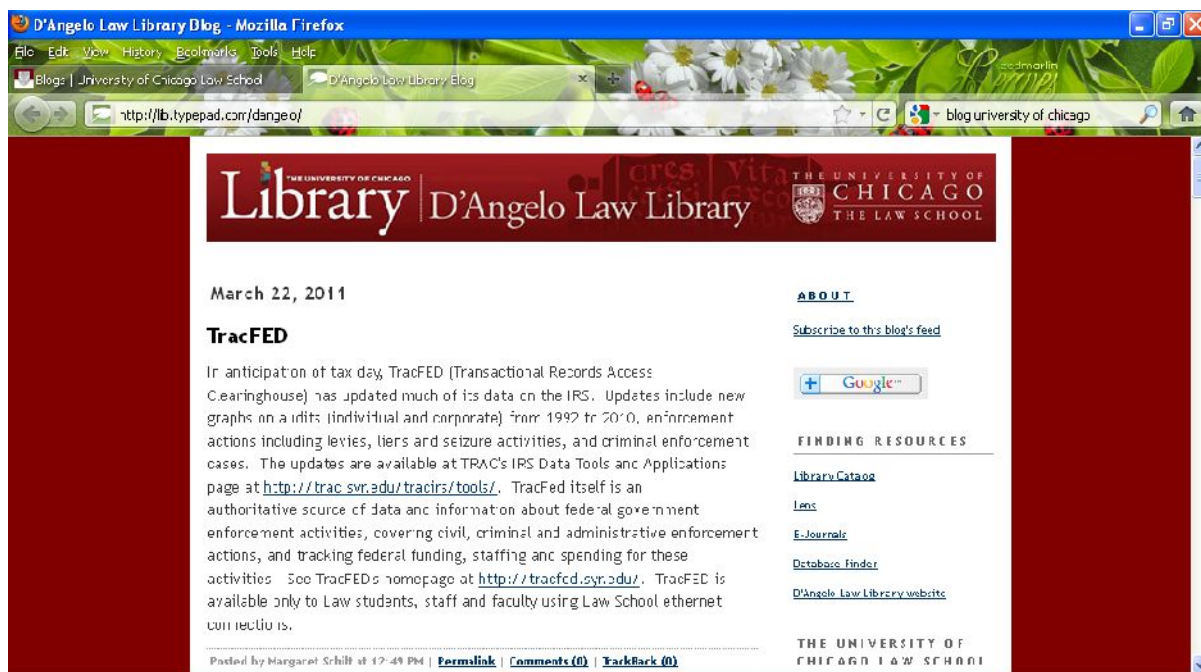 D'Angelo Law Library Blog - Mozilla Firefox
File Edit View History Bookmarks Tools Help
Blogs | University of Chicago Law School
D'Angelo Law Library Blog
http://lib.typepad.com/dangelo/
blog university of chicago
THE UNIVERSITY OF CHICAGO
Library
D'Angelo Law Library
THE UNIVERSITY OF
CHICAGO
THE LAW SCHOOL
March 22, 2011
TracFED
In anticipation of tax day, TracFED (Transactional Records Access
Clearinghouse) has updated much of its data on the IRS. Updates include new
graphs on audits (individual and corporate) from 1992 to 2010, enforcement
actions including levies, liens and seizure activities, and criminal enforcement
cases. The updates are available at TRAC's IRS Data Tools and Applications
page at http://trac.syr.edu/tracirs/tools/. TracFed itself is an
authoritative source of data and information about federal government
enforcement activities, covering civil, criminal and administrative enforcement
actions, and tracking federal funding, staffing and spending for these
activities. See TracFED's homepage at http://tracfed.syr.edu/. TracFED is
available only to Law students, staff and faculty using Law School ethernet
connections.
Posted by Margaret Schilt at 12:49 PM | Permalink | Comments (0) | TrackBack (0)
ABOUT
Subscribe to this blog's feed
Google™
FINDING RESOURCES
Library Catalog
Lens
E-Journals
Database Finder
D'Angelo Law Library website
THE UNIVERSITY OF
CHICAGO LAW SCHOOL